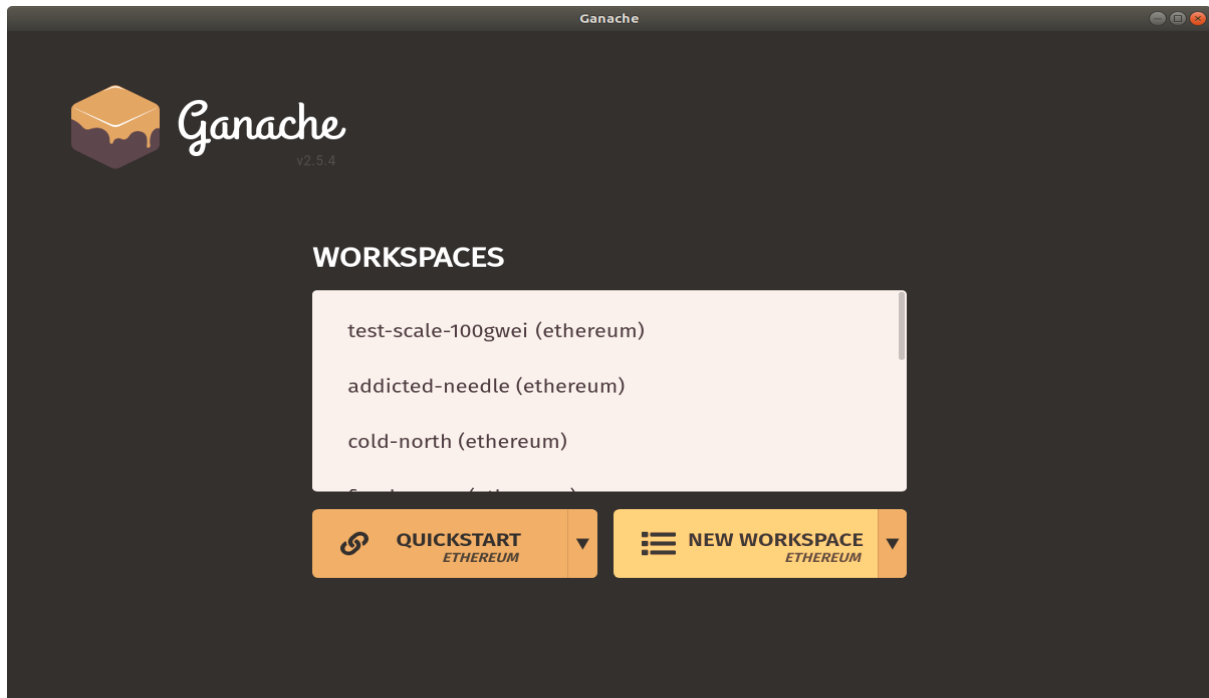 Ganache
Ganache
v2.5.4
WORKSPACES
test-scale-100gwei (ethereum)
addicted-needle (ethereum)
cold-north (ethereum)
QUICKSTART
ETHEREUM
NEW WORKSPACE
ETHEREUM